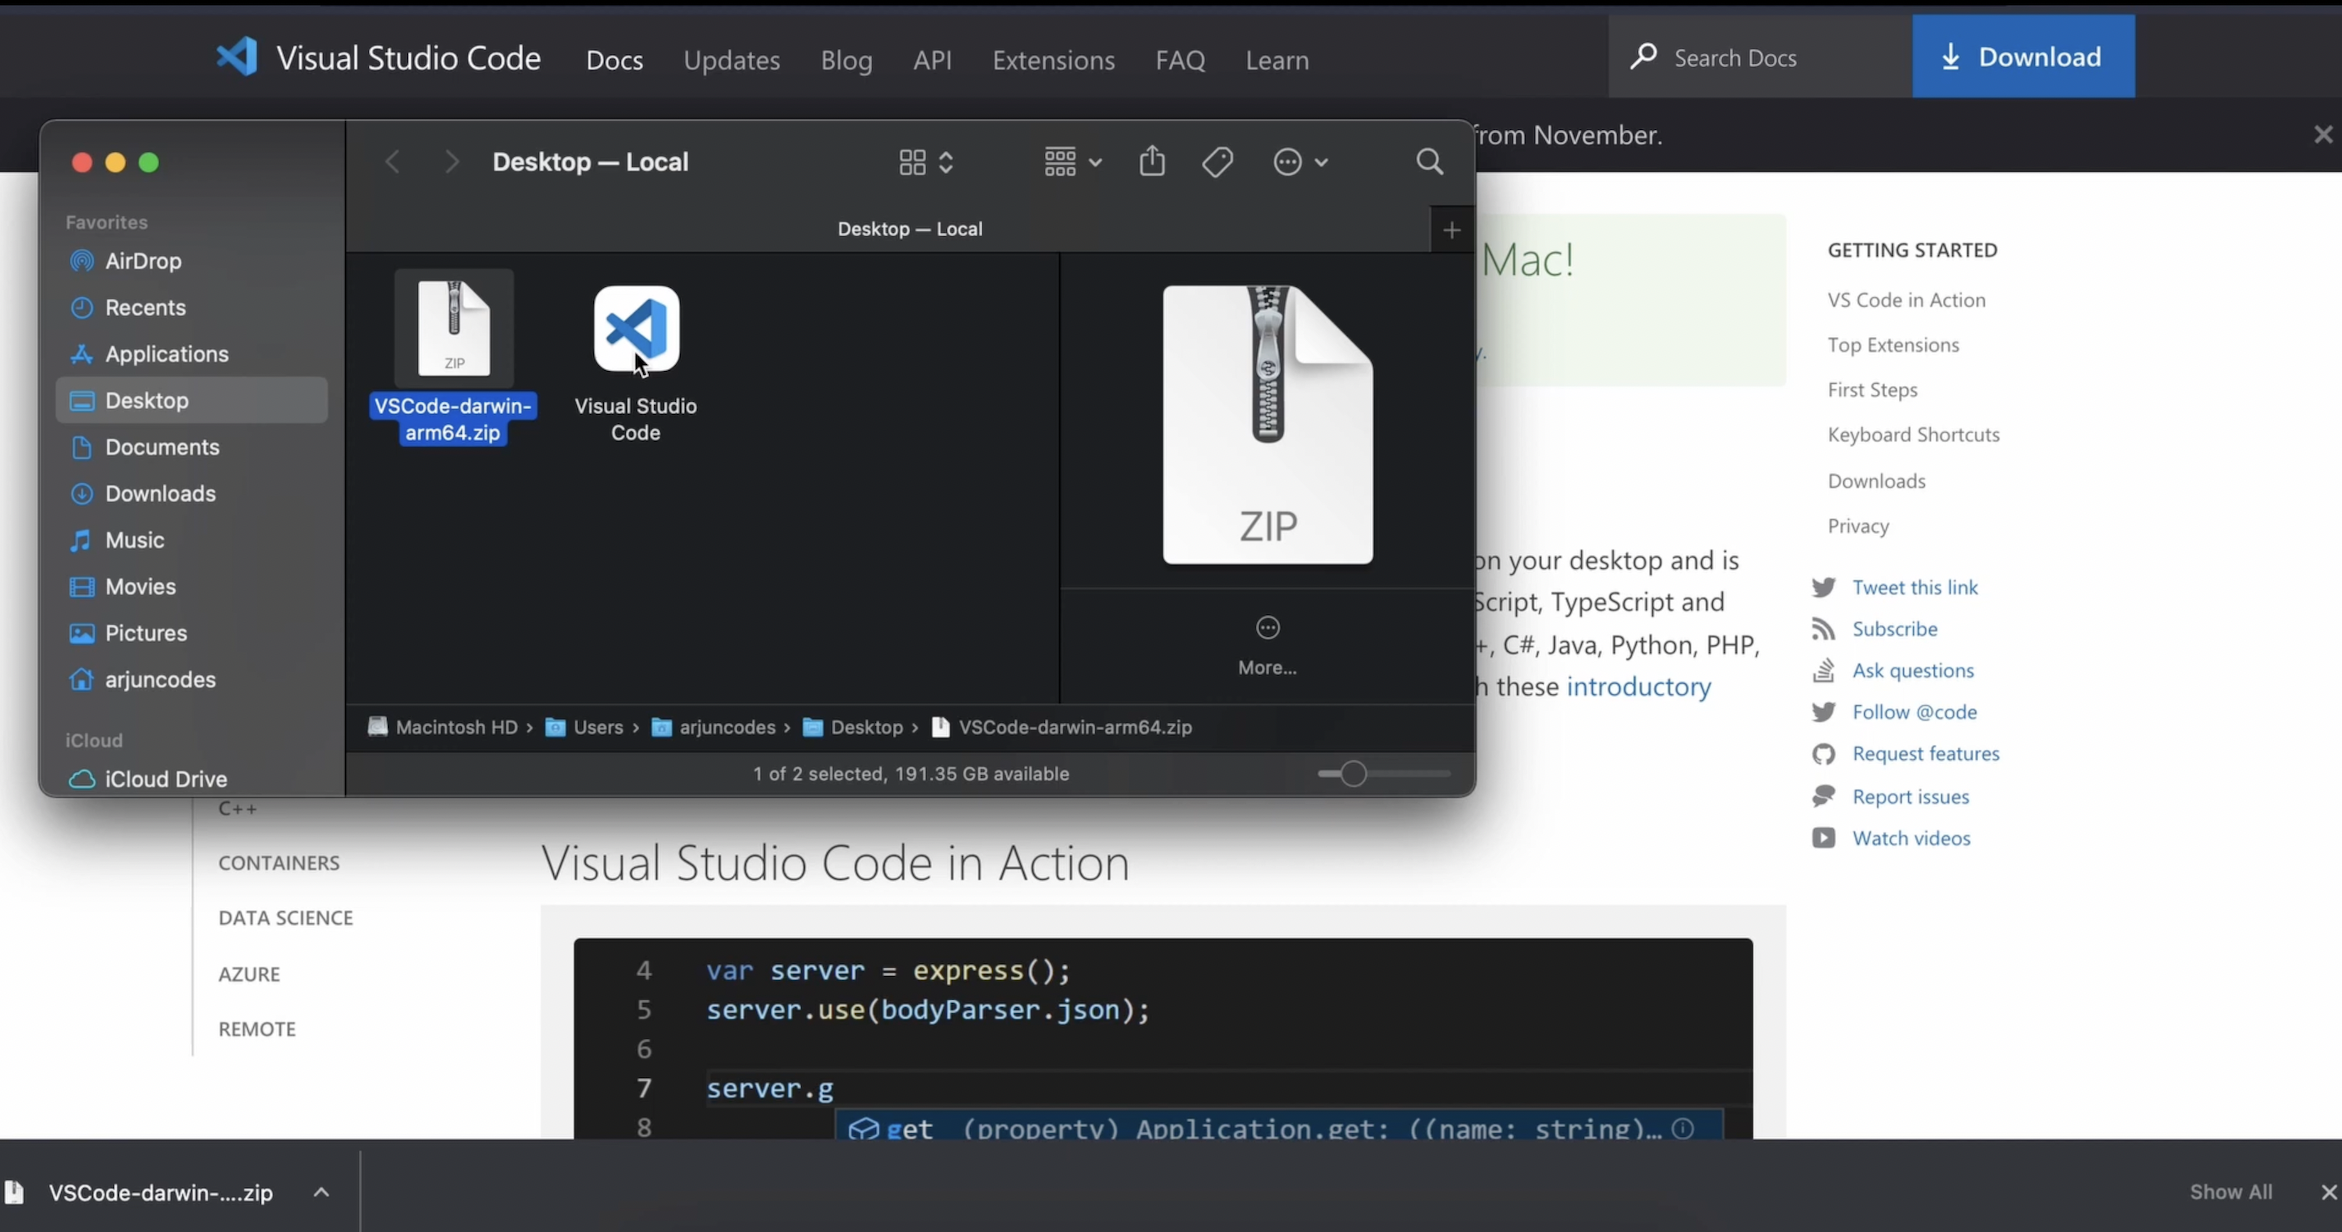 Visual Studio Code Docs Updates Blog API Extensions FAQ Learn Search Docs Download
from November.
Desktop — Local
Desktop — Local
Favorites
AirDrop
Recents
Applications
Desktop
Documents
Downloads
Music
Movies
Pictures
arjuncodes
iCloud
iCloud Drive
ZIP
VSCode-darwin-
arm64.zip
Visual Studio
Code
ZIP
More...
Macintosh HD › Users › arjuncodes › Desktop › VSCode-darwin-arm64.zip
1 of 2 selected, 191.35 GB available
Mac!
y.
on your desktop and is
Script, TypeScript and
+, C#, Java, Python, PHP,
h these introductory
GETTING STARTED
VS Code in Action
Top Extensions
First Steps
Keyboard Shortcuts
Downloads
Privacy
Tweet this link
Subscribe
Ask questions
Follow @code
Request features
Report issues
Watch videos
C++
CONTAINERS
DATA SCIENCE
AZURE
REMOTE
Visual Studio Code in Action
4 var server = express();
5 server.use(bodyParser.json);
6
7 server.g
8 get (property) Application.get: ((name: string)…
VSCode-darwin-....zip
Show All